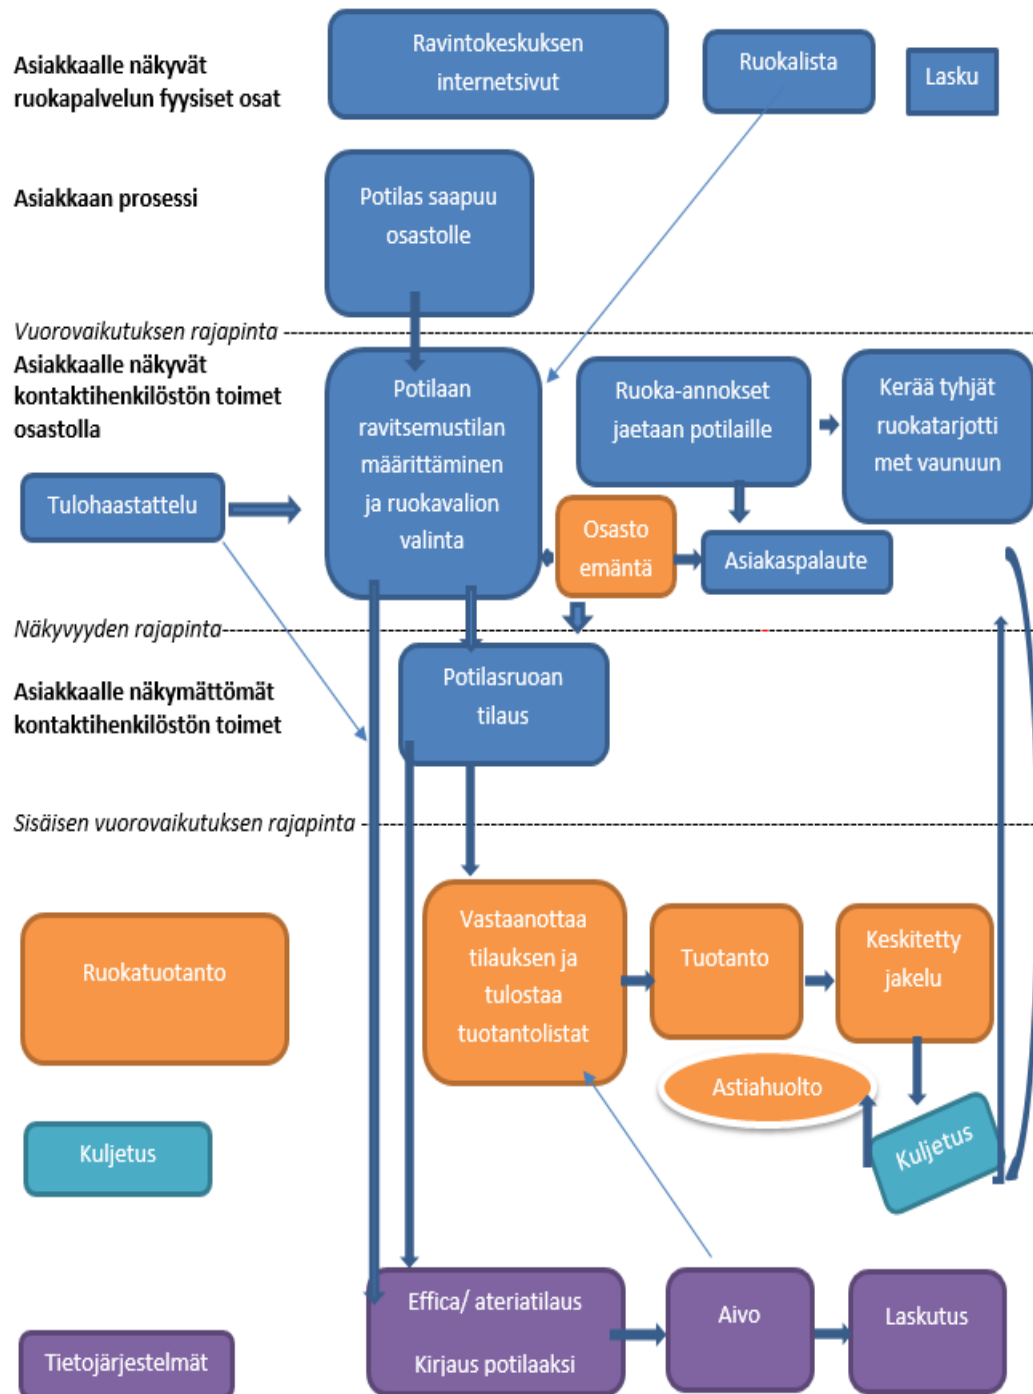 Asiakkaalle näkyvät
ruokapalvelun fyysiset osat
Ravintokeskuksen
internetsivut
Ruokalista
Lasku
Asiakkaan prosessi
Potilas saapuu
osastolle
Vuorovaikutuksen rajapinta
Asiakkaalle näkyvät
kontaktihenkilöstön toimet
osastolla
Potilaan
ravitsemustilan
määrittäminen
ja ruokavalion
valinta
Ruoka-annokset
jaetaan potilaille
Kerää tyhjät
ruokatarjotti
met vaunuun
Tulohaastattelu
Osasto
emäntä
Asiakaspalaute
Näkyvyyden rajapinta
Asiakkaalle näkymättömät
kontaktihenkilöstön toimet
Potilasruoan
tilaus
Sisäisen vuorovaikutuksen rajapinta
Ruokatuotanto
Vastaanottaa
tilauksen ja
tulostaa
tuotantolistat
Tuotanto
Keskitetty
jakelu
Astiahuolto
Kuljetus
Kuljetus
Tietojärjestelmät
Effica/ ateriatilaus
Kirjaus potilaaksi
Aivo
Laskutus